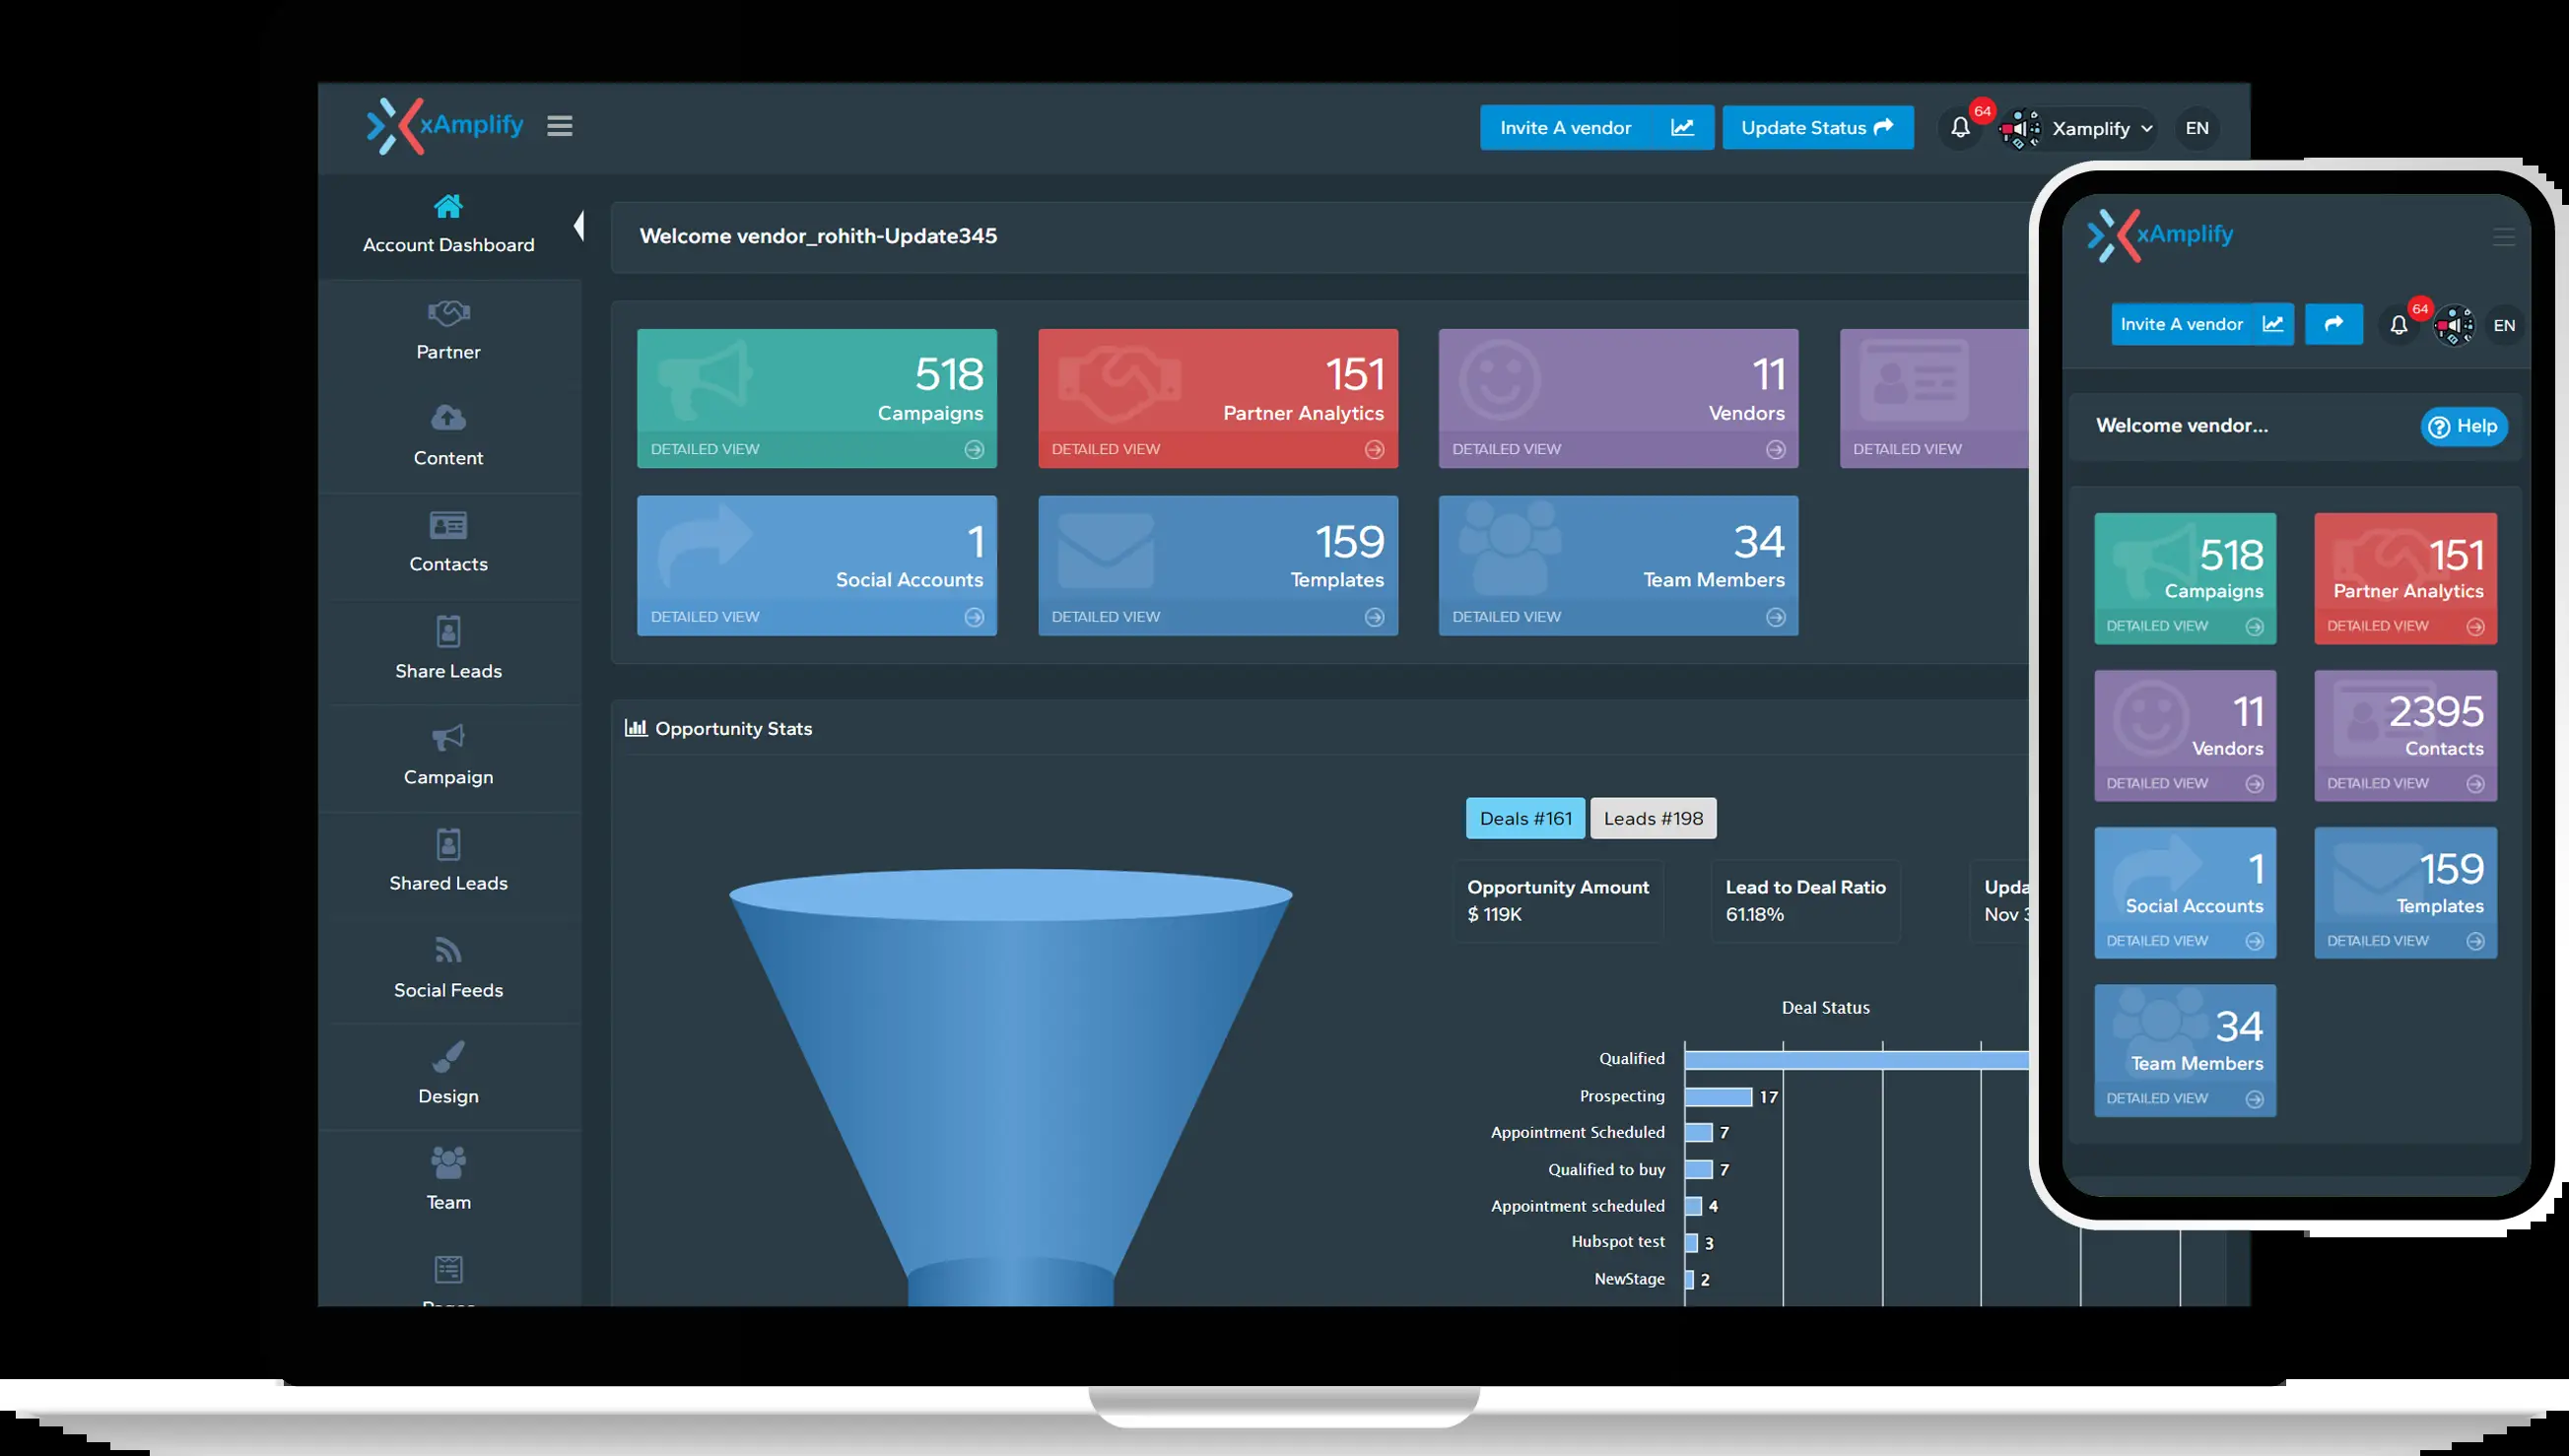 xAmplify
Invite A vendor
Update Status
64
Xamplify
EN
Account Dashboard
Partner
Content
Contacts
Share Leads
Campaign
Shared Leads
Social Feeds
Design
Team
Welcome vendor_rohith-Update345
518
Campaigns
DETAILED VIEW
151
Partner Analytics
DETAILED VIEW
11
Vendors
DETAILED VIEW
DETAILED VIEW
1
Social Accounts
DETAILED VIEW
159
Templates
DETAILED VIEW
34
Team Members
DETAILED VIEW
Opportunity Stats
Deals #161
Leads #198
Opportunity Amount
$ 119K
Lead to Deal Ratio
61.18%
Nov
Deal Status
Qualified
Prospecting 17
Appointment Scheduled 7
Qualified to buy 7
Appointment scheduled 4
Hubspot test 3
NewStage 2
xAmplify
Invite A vendor
64
EN
Welcome vendor...
Help
518
Campaigns
DETAILED VIEW
151
Partner Analytics
DETAILED VIEW
11
Vendors
DETAILED VIEW
2395
Contacts
DETAILED VIEW
1
Social Accounts
DETAILED VIEW
159
Templates
DETAILED VIEW
34
Team Members
DETAILED VIEW